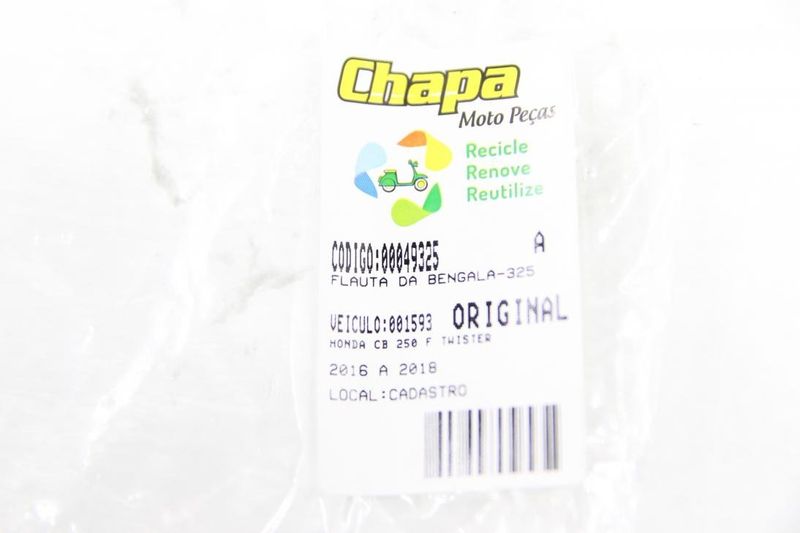 Chapa
Moto Peças
Recicle
Renove
Reutilize
CODIGO:00049325 A
FLAUTA DA BENGALA-325
VEICULO:001593 ORIGINAL
HONDA CB 250 F TWISTER
2016 A 2018
LOCAL:CADASTRO